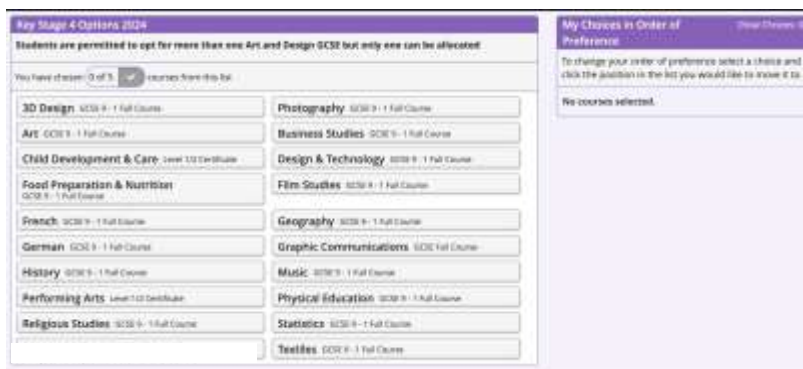 Key Stage 4 Options 2024
Students are permitted to opt for more than one Art and Design GCSE but only one can be allocated
You have chosen 0 of 5 courses from this list
3D Design GCSE 9 - 1 Full Course
Art GCSE 9 - 1 Full Course
Child Development & Care Level 1/2 Certificate
Food Preparation & Nutrition
GCSE 9 - 1 Full Course
French GCSE 9 - 1 Full Course
German GCSE 9 - 1 Full Course
History GCSE 9 - 1 Full Course
Performing Arts Level 1/2 Certificate
Religious Studies GCSE 9 - 1 Full Course
Photography GCSE 9 - 1 Full Course
Business Studies GCSE 9 - 1 Full Course
Design & Technology GCSE 9 - 1 Full Course
Film Studies GCSE 9 - 1 Full Course
Geography GCSE 9 - 1 Full Course
Graphic Communications GCSE Full Course
Music GCSE 9 - 1 Full Course
Physical Education GCSE 9 - 1 Full Course
Statistics GCSE 9 - 1 Full Course
Textiles GCSE 9 - 1 Full Course
My Choices in Order of
Preference
To change your order of preference select a choice and
click the position in the list you would like to move it to.
No courses selected.